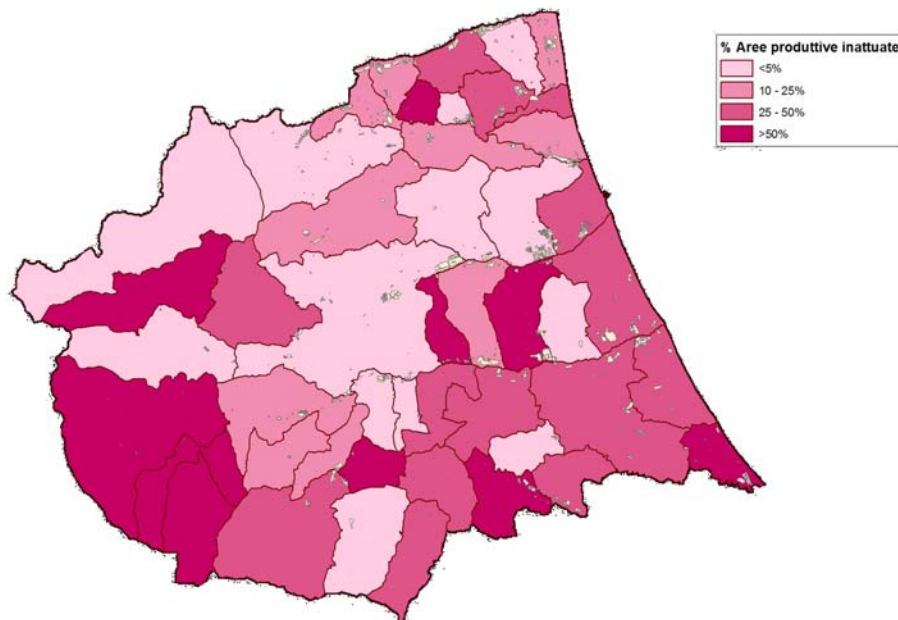 % Aree produttive inattuate
<5%
10 - 25%
25 - 50%
>50%